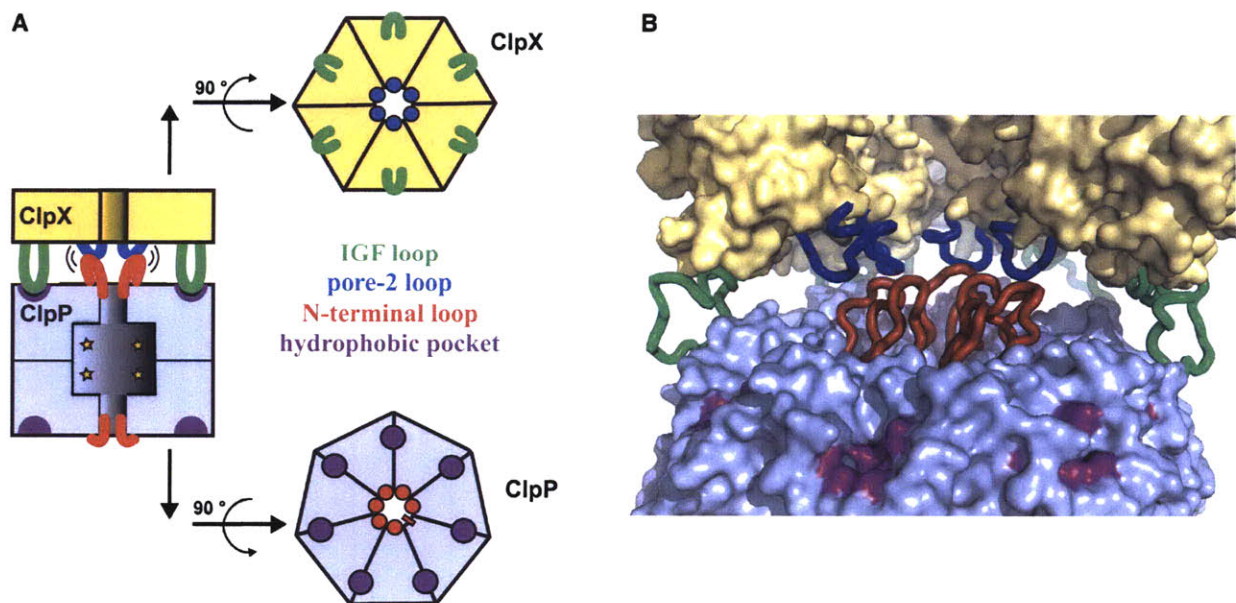 A
B
90 °
ClpX
ClpX
IGF loop
pore-2 loop
N-terminal loop
hydrophobic pocket
ClpP
90 °
ClpP